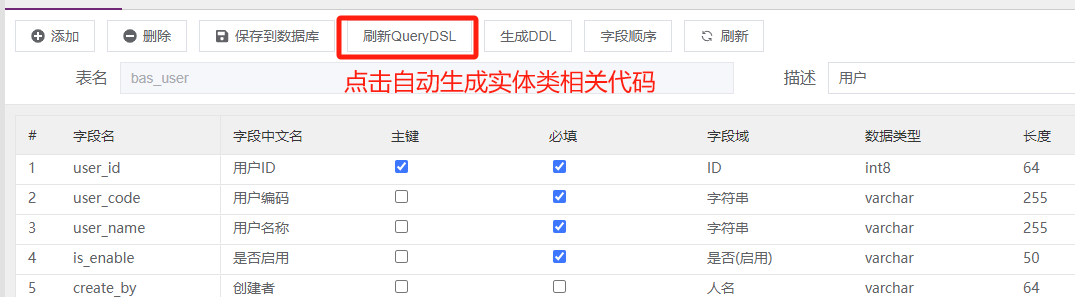 添加 删除 保存到数据库 刷新QueryDSL 生成DDL 字段顺序 刷新
表名 bas_user 描述 用户
点击自动生成实体类相关代码
# 字段名 字段中文名 主键 必填 字段域 数据类型 长度
1 user_id 用户ID ID int8 64
2 user_code 用户编码 字符串 varchar 255
3 user_name 用户名称 字符串 varchar 255
4 is_enable 是否启用 是否(启用) varchar 50
5 create_by 创建者 人名 varchar 64